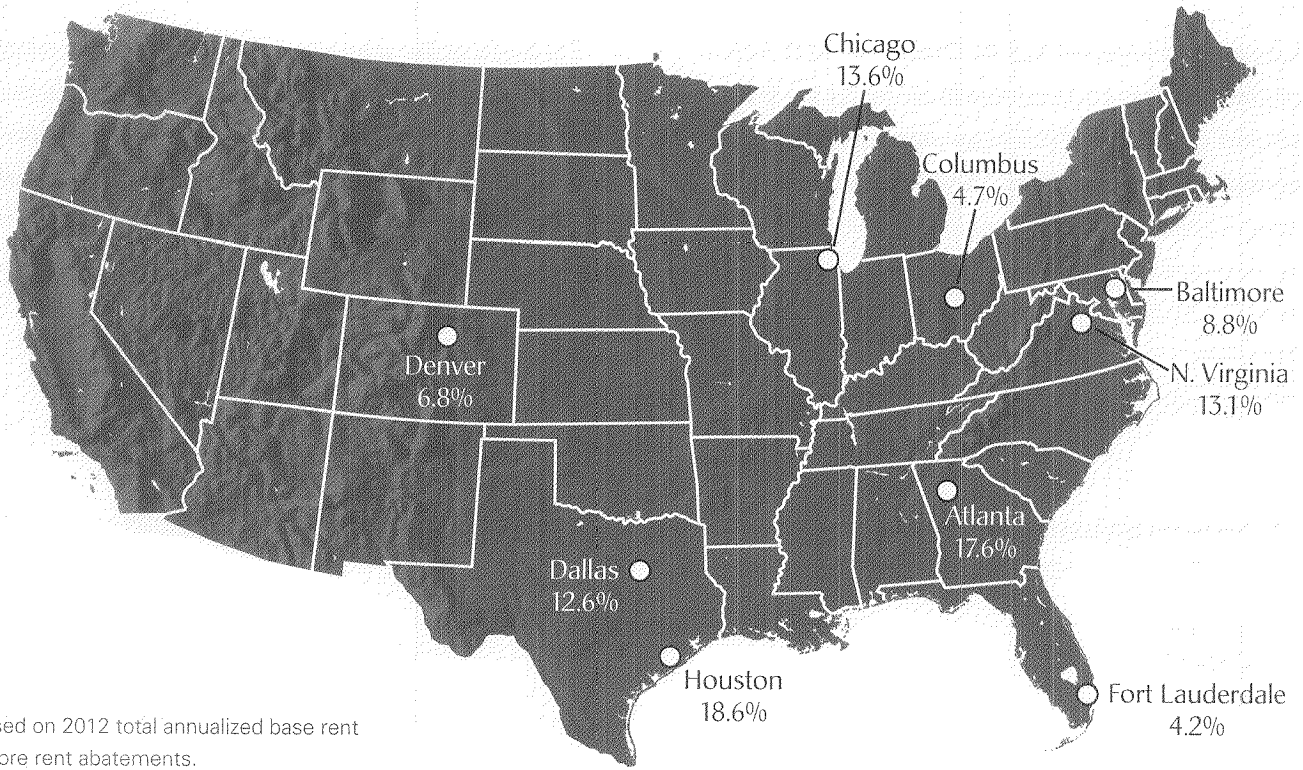 Chicago
13.6%
Columbus
4.7%
Baltimore
8.8%
Denver
6.8%
N. Virginia
13.1%
Atlanta
17.6%
Dallas
12.6%
Houston
18.6%
Fort Lauderdale
4.2%
sed on 2012 total annualized base rent
ore rent abatements.